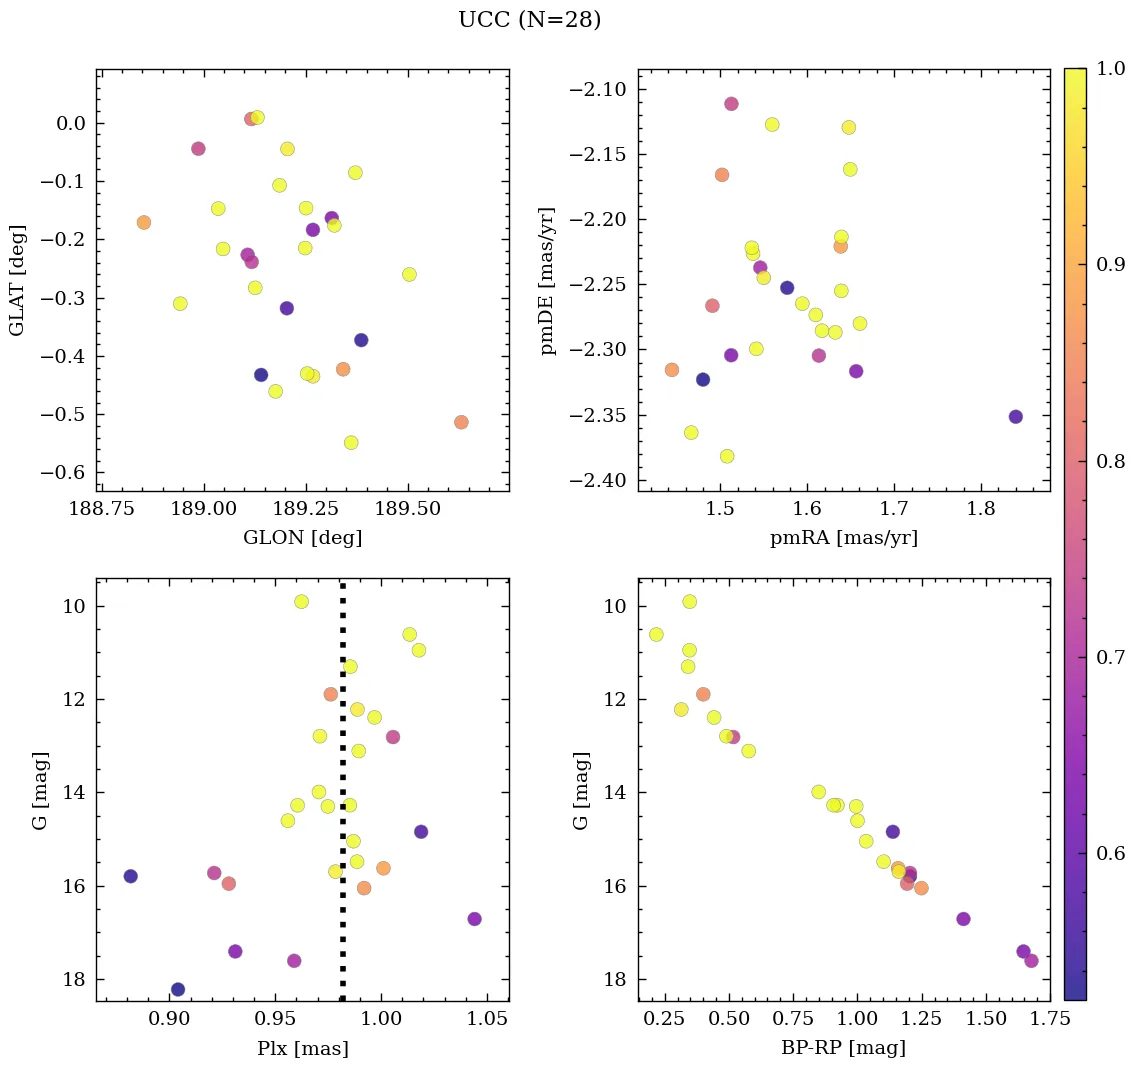 UCC (N=28)
0.0
−0.1
−0.2
−0.3
−0.4
−0.5
−0.6
GLAT [deg]
188.75 189.00 189.25 189.50
GLON [deg]
−2.10
−2.15
−2.20
−2.25
−2.30
−2.35
−2.40
pmDE [mas/yr]
1.5 1.6 1.7 1.8
pmRA [mas/yr]
1.0
0.9
0.8
0.7
0.6
10
12
14
16
18
G [mag]
0.90 0.95 1.00 1.05
Plx [mas]
10
12
14
16
18
G [mag]
0.25 0.50 0.75 1.00 1.25 1.50 1.75
BP-RP [mag]